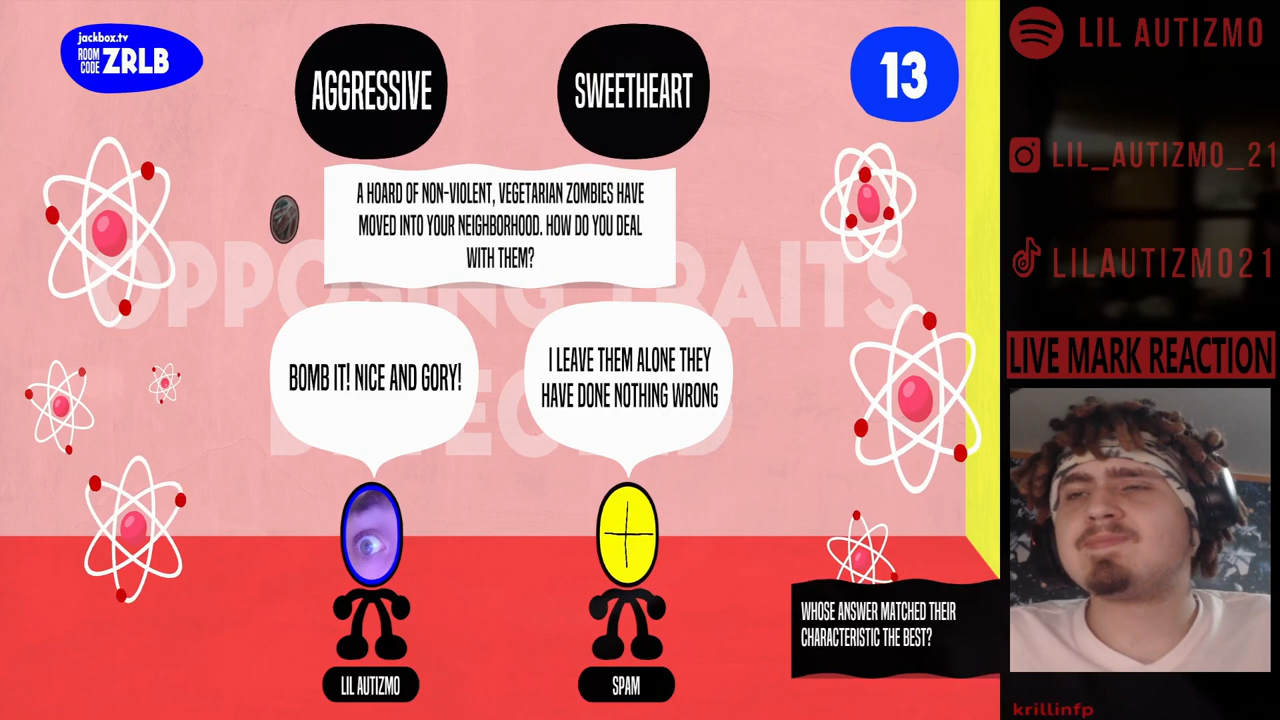 jackbox.tv
ROOM CODE ZRLB
AGGRESSIVE
SWEETHEART
13
A HOARD OF NON-VIOLENT, VEGETARIAN ZOMBIES HAVE
MOVED INTO YOUR NEIGHBORHOOD. HOW DO YOU DEAL
WITH THEM?
OPPOSING TRAITS
BOMB IT! NICE AND GORY!
I LEAVE THEM ALONE THEY
HAVE DONE NOTHING WRONG
LIL AUTIZMO
SPAM
WHOSE ANSWER MATCHED THEIR
CHARACTERISTIC THE BEST?
LIL AUTIZMO
LIL_AUTIZMO_21
LILAUTIZMO21
LIVE MARK REACTION
krillinfp